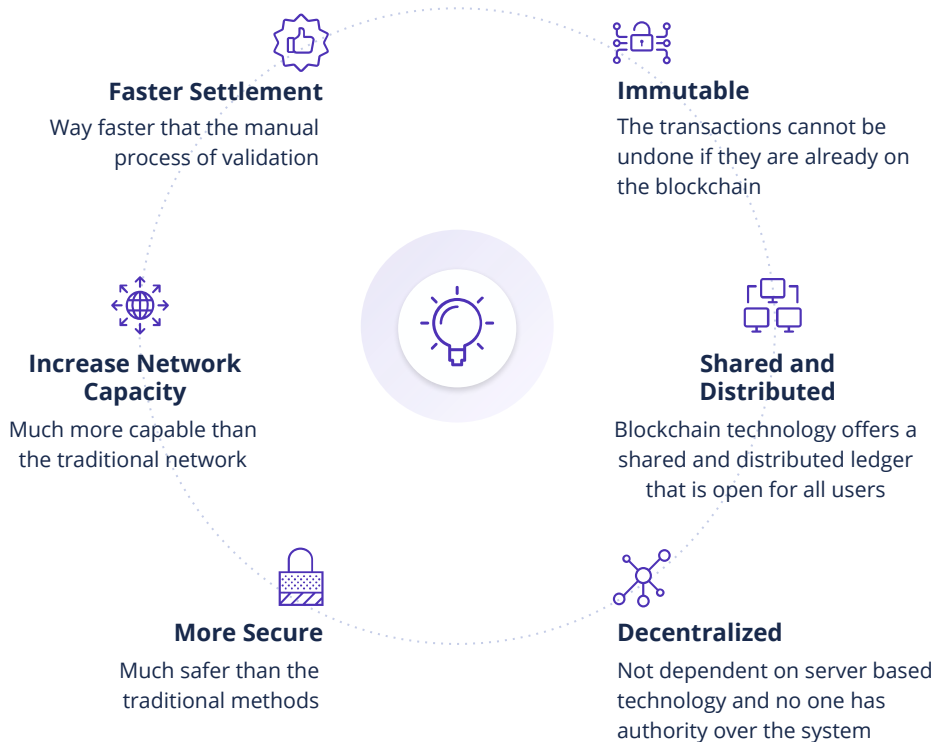 Faster Settlement
Way faster that the manual
process of validation
Immutable
The transactions cannot be
undone if they are already on
the blockchain
Increase Network
Capacity
Much more capable than
the traditional network
Shared and
Distributed
Blockchain technology offers a
shared and distributed ledger
that is open for all users
More Secure
Much safer than the
traditional methods
Decentralized
Not dependent on server based
technology and no one has
authority over the system